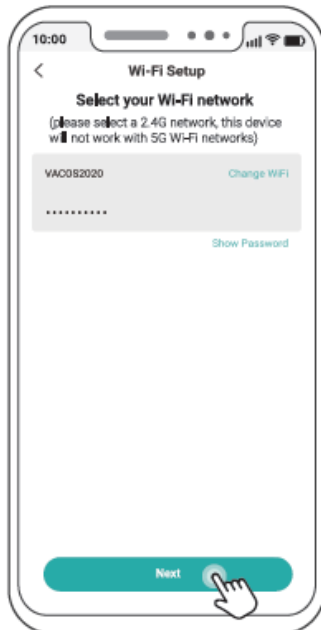 10:00
Wi-Fi Setup
Select your Wi-Fi network
(please select a 2.4G network, this device
will not work with 5G Wi-Fi networks)
VACOS2020 Change WiFi
••••••••••
Show Password
Next